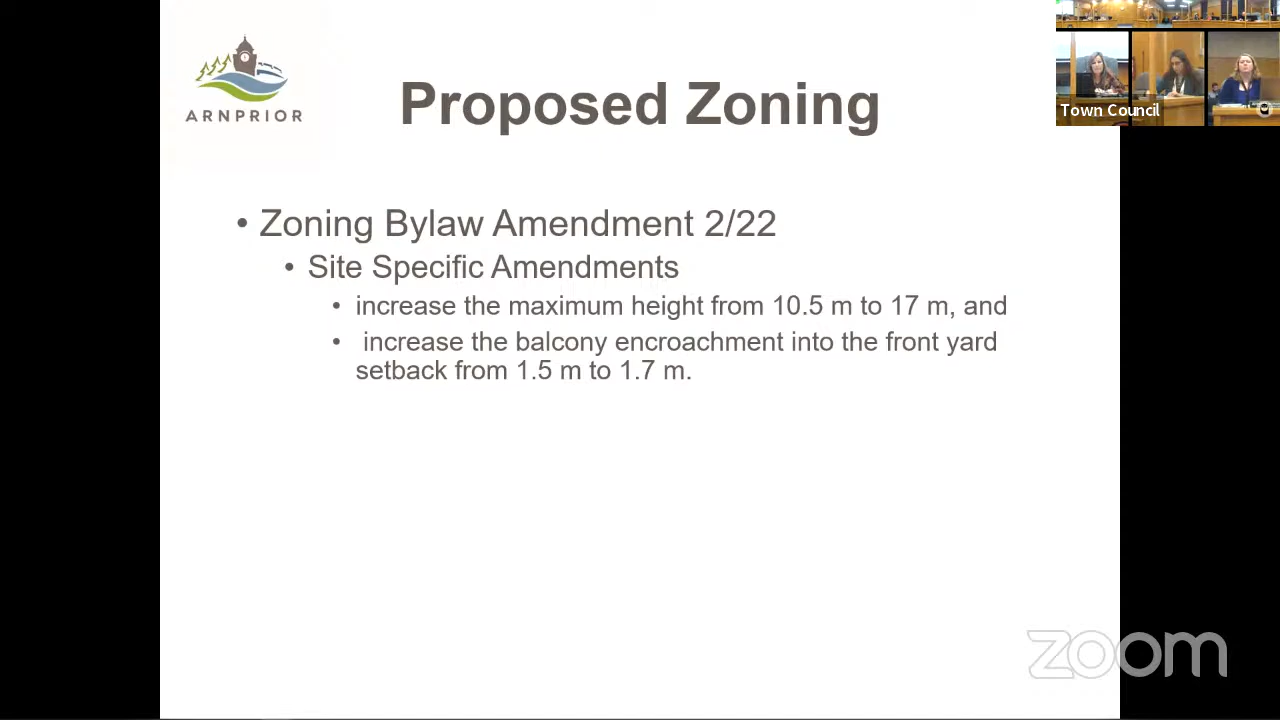 ARNPRIOR
Proposed Zoning
Town Council
• Zoning Bylaw Amendment 2/22
• Site Specific Amendments
• increase the maximum height from 10.5 m to 17 m, and
• increase the balcony encroachment into the front yard
setback from 1.5 m to 1.7 m.
zoom